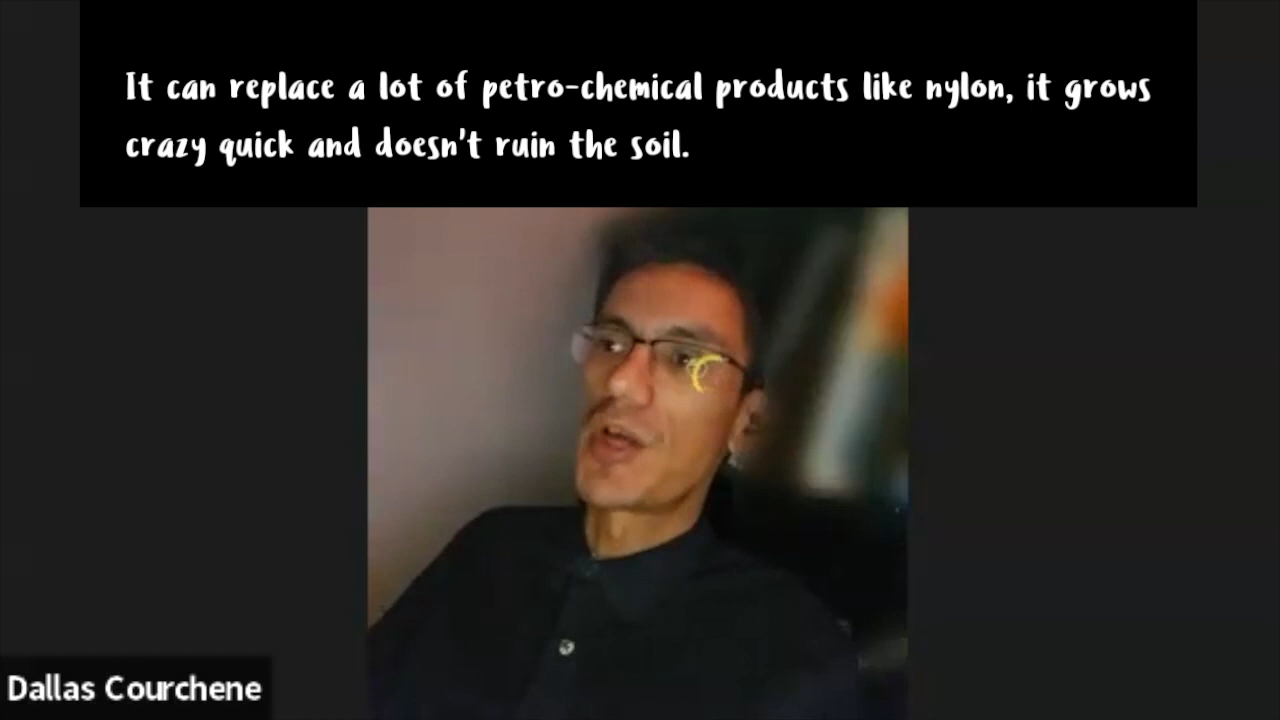 It can replace a lot of petro-chemical products like nylon, it grows
crazy quick and doesn't ruin the soil.
Dallas Courchene